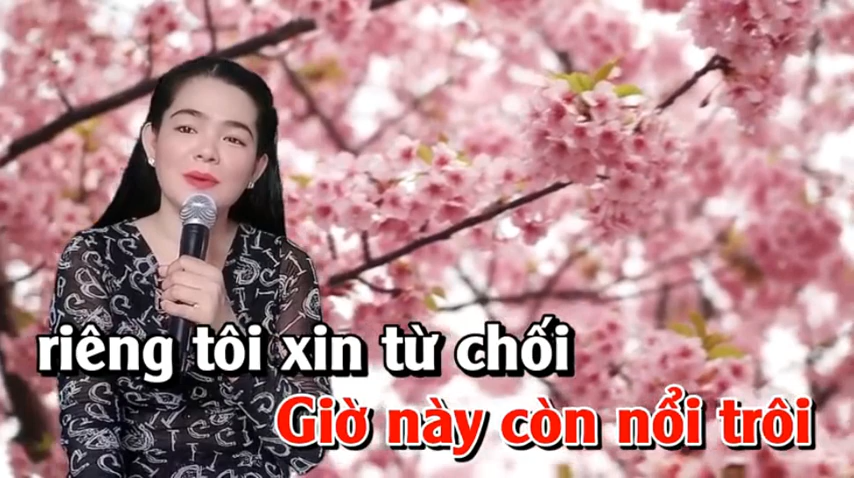 riêng tôi xin từ chối
Giờ này còn nổi trôi